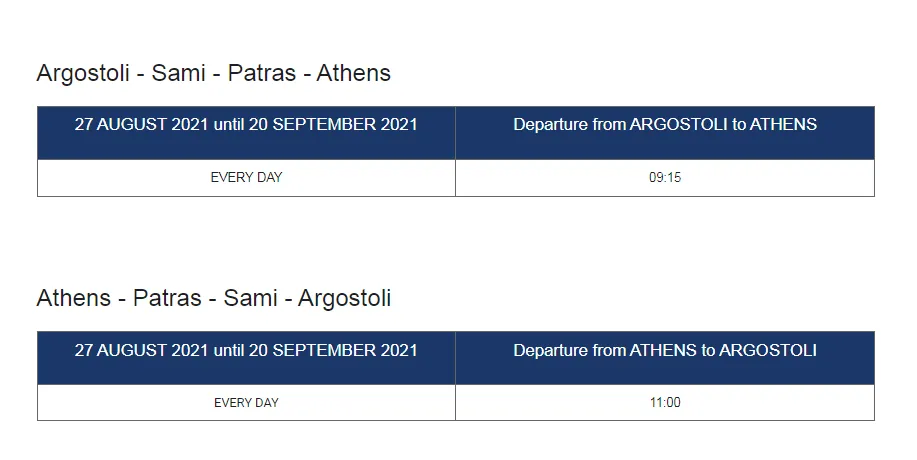 Argostoli - Sami - Patras - Athens
27 AUGUST 2021 until 20 SEPTEMBER 2021
Departure from ARGOSTOLI to ATHENS
EVERY DAY
09:15
Athens - Patras - Sami - Argostoli
27 AUGUST 2021 until 20 SEPTEMBER 2021
Departure from ATHENS to ARGOSTOLI
EVERY DAY
11:00